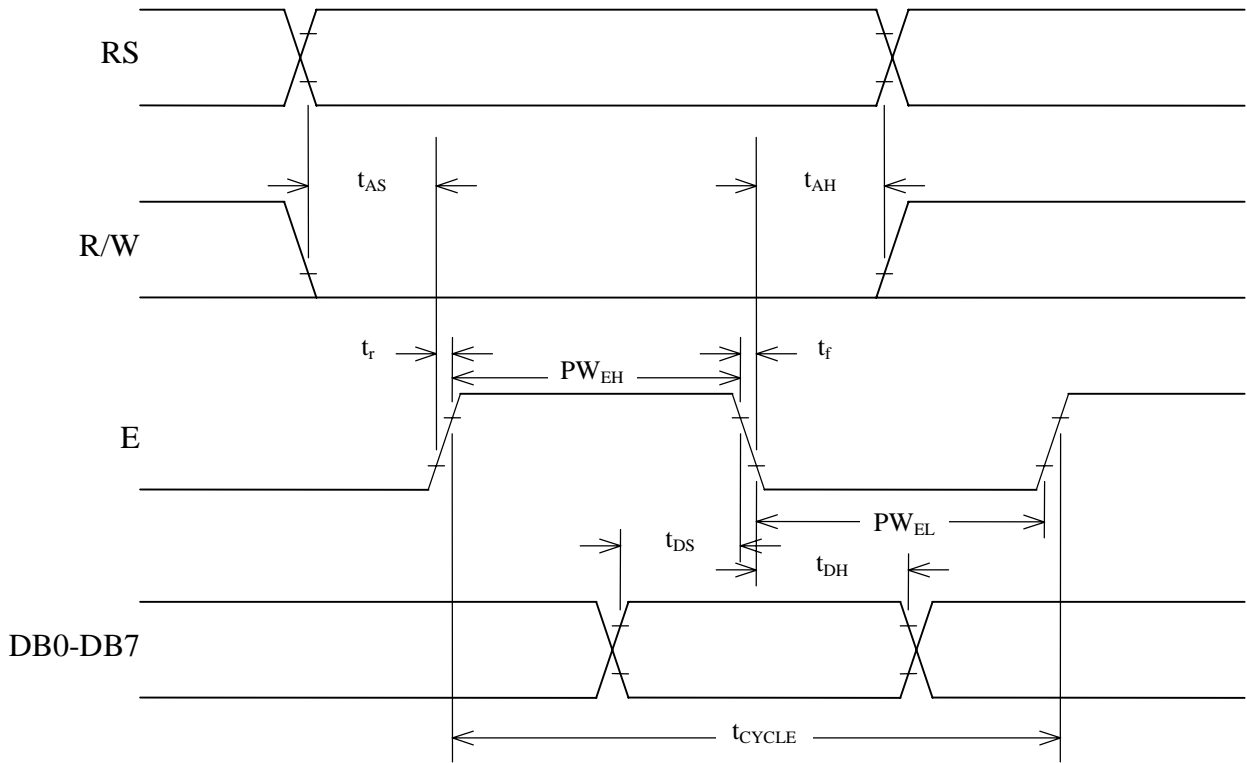 RS
t_AS
t_AH
R/W
t_r
t_f
PW_EH
E
PW_EL
t_DS
t_DH
DB0-DB7
t_CYCLE